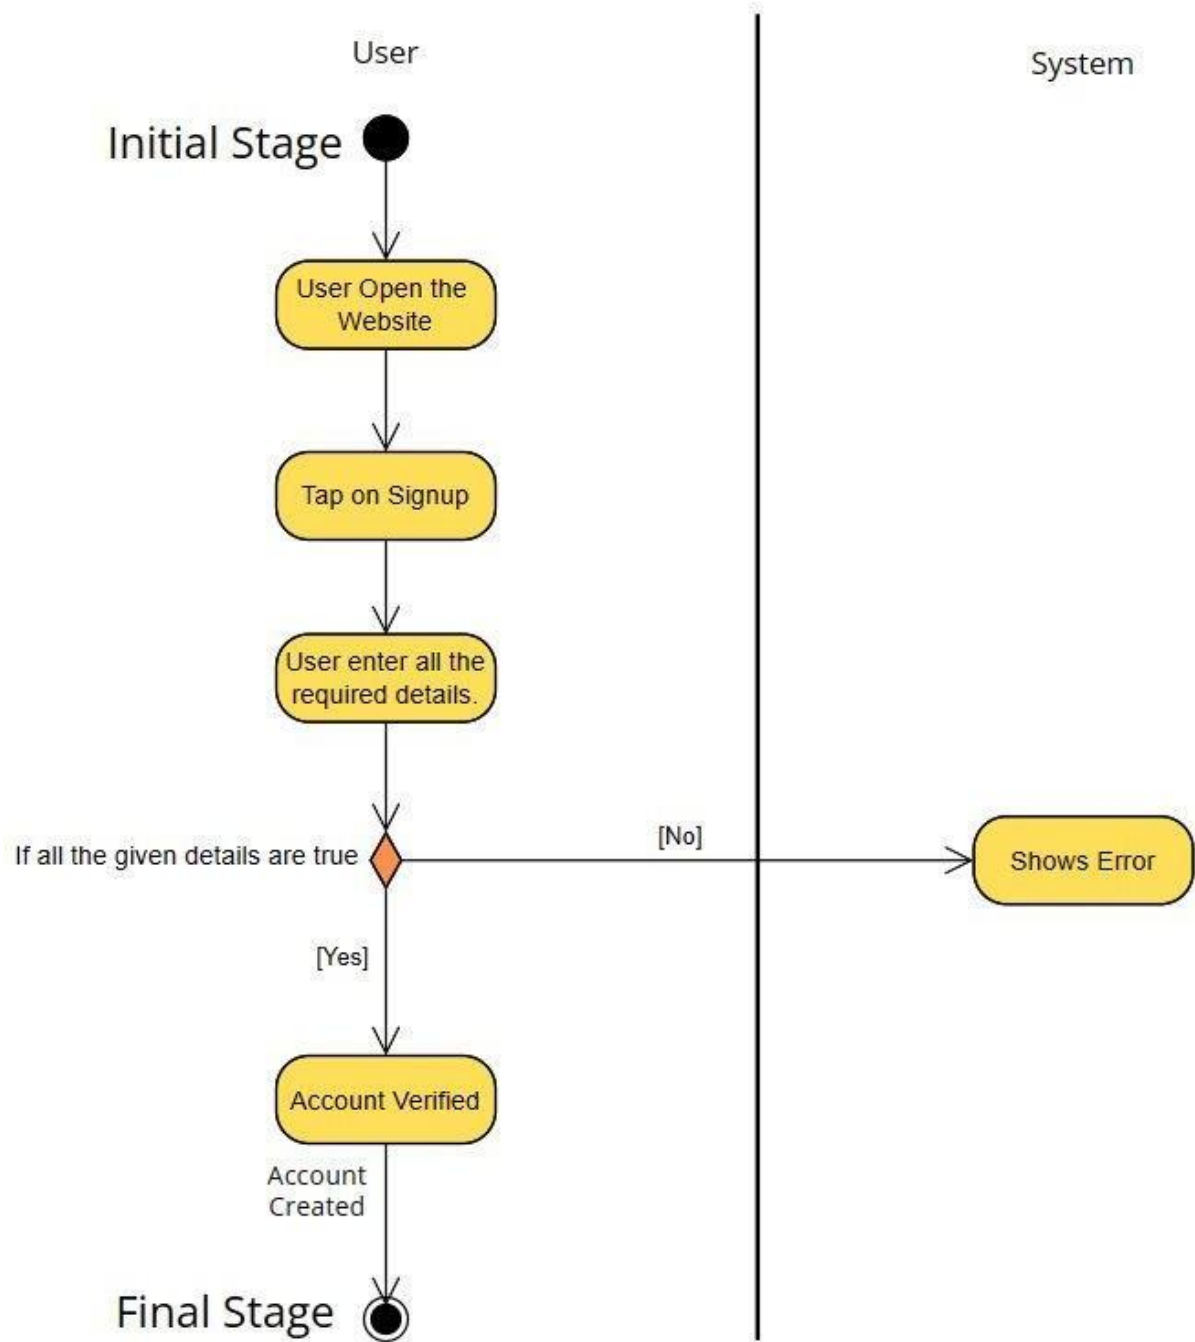 User
System
Initial Stage
User Open the
Website
Tap on Signup
User enter all the
required details.
If all the given details are true
[No]
Shows Error
[Yes]
Account Verified
Account
Created
Final Stage